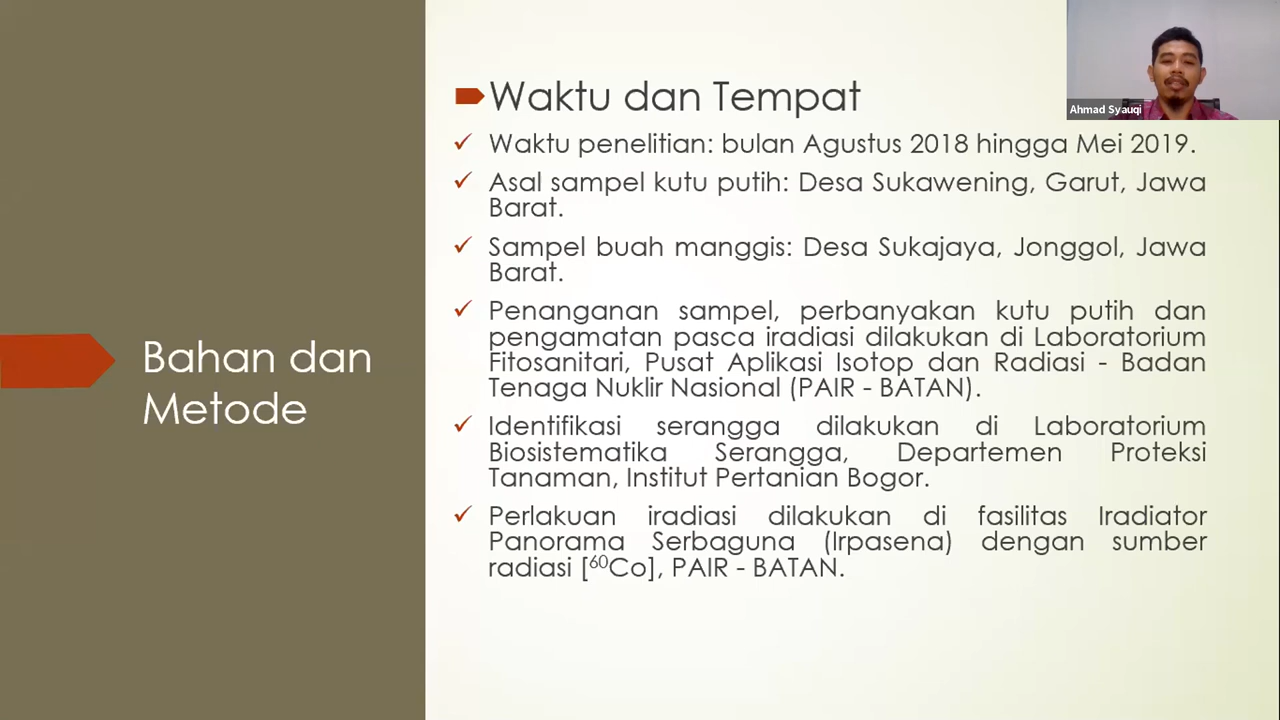 Bahan dan
Metode
Waktu dan Tempat
Waktu penelitian: bulan Agustus 2018 hingga Mei 2019.
Asal sampel kutu putih: Desa Sukawening, Garut, Jawa
Barat.
Sampel buah manggis: Desa Sukajaya, Jonggol, Jawa
Barat.
Penanganan sampel, perbanyakan kutu putih dan
pengamatan pasca iradiasi dilakukan di Laboratorium
Fitosanitari, Pusat Aplikasi Isotop dan Radiasi - Badan
Tenaga Nuklir Nasional (PAIR - BATAN).
Identifikasi serangga dilakukan di Laboratorium
Biosistematika Serangga, Departemen Proteksi
Tanaman, Institut Pertanian Bogor.
Perlakuan iradiasi dilakukan di fasilitas Iradiator
Panorama Serbaguna (Irpasena) dengan sumber
radiasi [⁶⁰Co], PAIR - BATAN.
Ahmad Syauqi